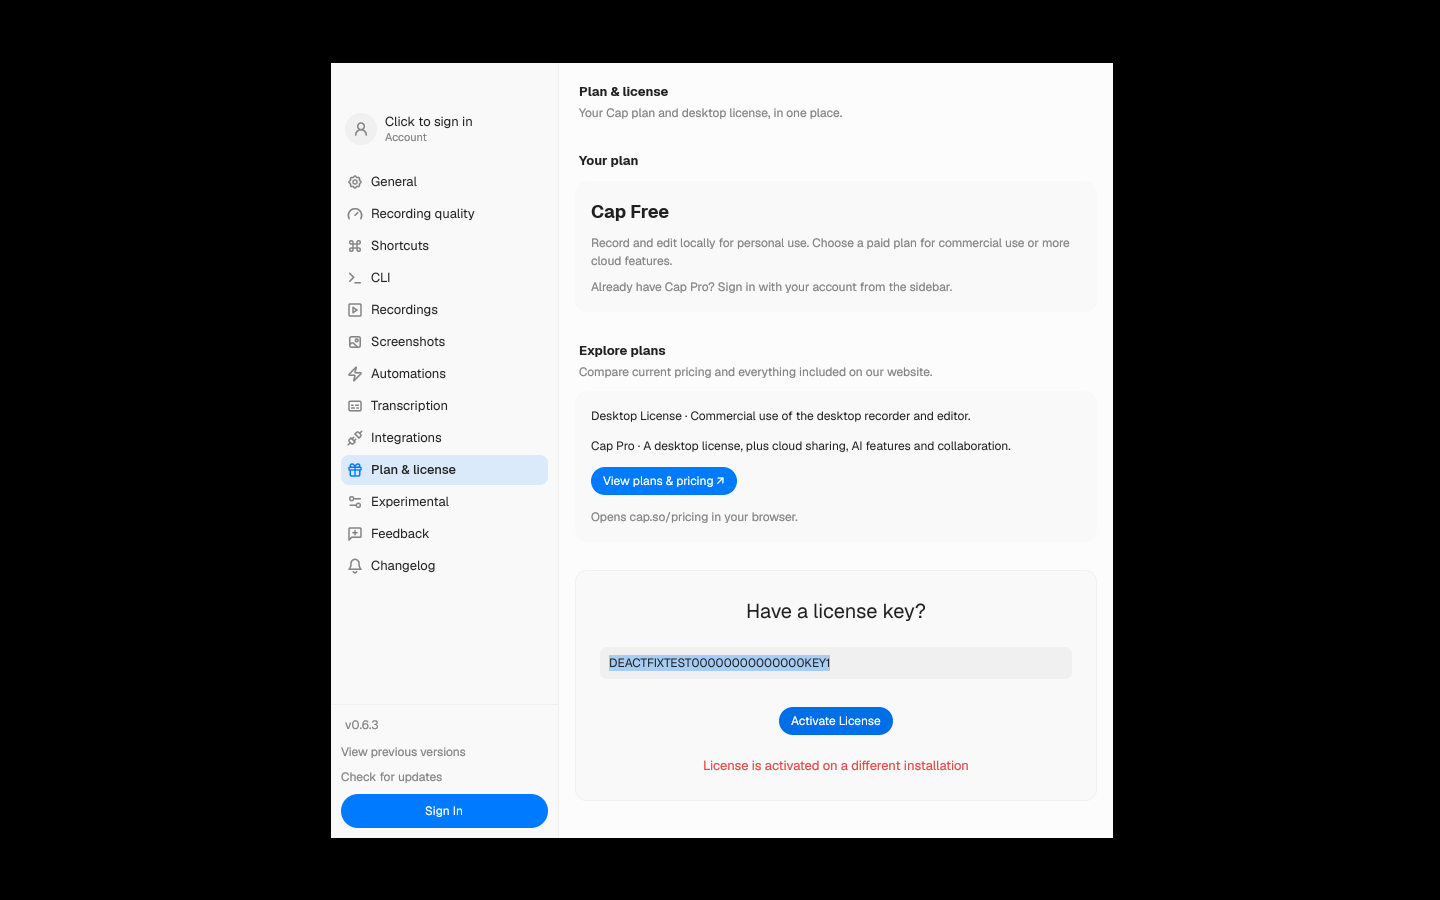 Click to sign in
Account
General
Recording quality
Shortcuts
CLI
Recordings
Screenshots
Automations
Transcription
Integrations
Plan & license
Experimental
Feedback
Changelog
v0.6.3
View previous versions
Check for updates
Sign In
Plan & license
Your Cap plan and desktop license, in one place.
Your plan
Cap Free
Record and edit locally for personal use. Choose a paid plan for commercial use or more
cloud features.
Already have Cap Pro? Sign in with your account from the sidebar.
Explore plans
Compare current pricing and everything included on our website.
Desktop License · Commercial use of the desktop recorder and editor.
Cap Pro · A desktop license, plus cloud sharing, AI features and collaboration.
View plans & pricing ↗
Opens cap.so/pricing in your browser.
Have a license key?
DEACTFIXTEST00000000000000KEY1
Activate License
License is activated on a different installation